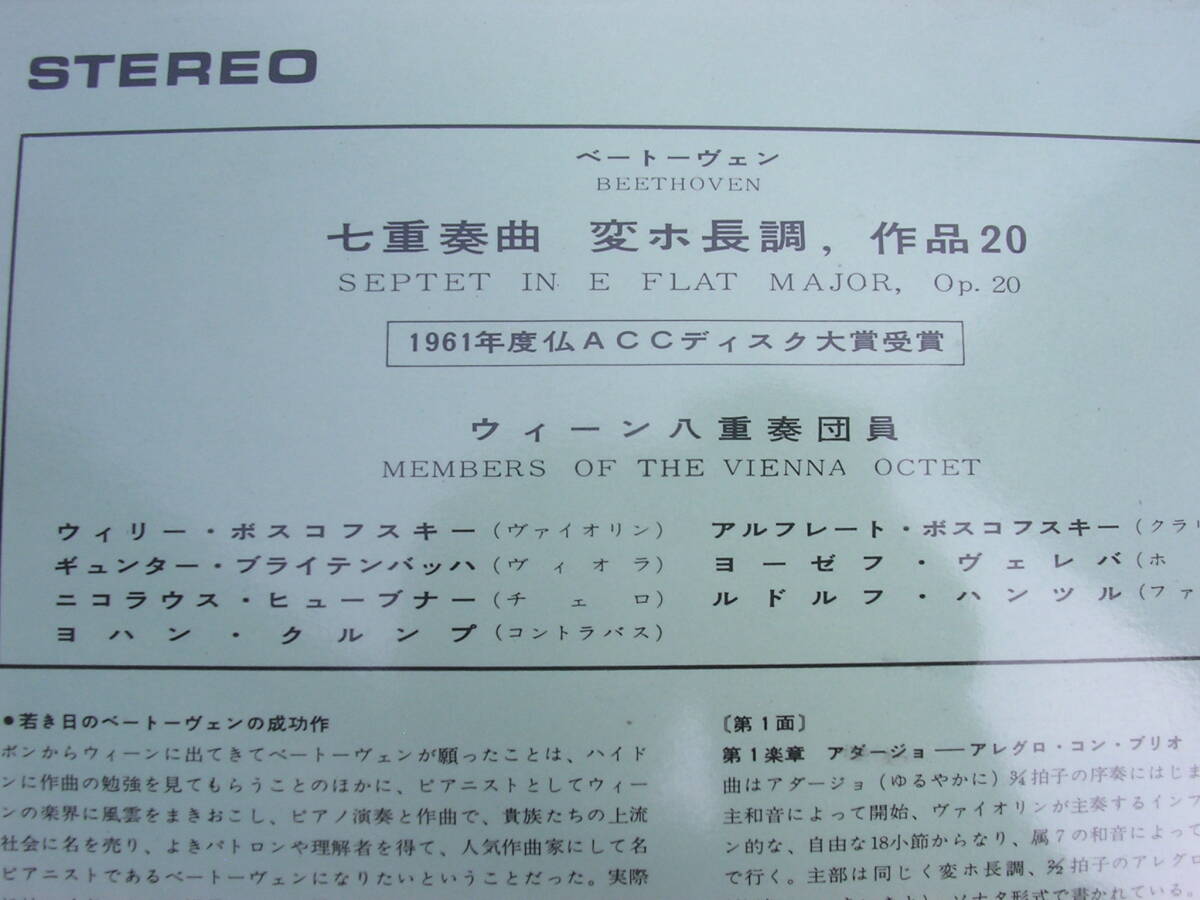 STEREO
ベートーヴェン
BEETHOVEN
七重奏曲 変ホ長調, 作品20
SEPTET IN E FLAT MAJOR, Op. 20
1961年度仏ACCディスク大賞受賞
ウィーン八重奏団員
MEMBERS OF THE VIENNA OCTET
ウィリー・ボスコフスキー(ヴァイオリン)
ギュンター・ブライテンバッハ(ヴィオラ)
ニコラウス・ヒューブナー(チェロ)
ヨハン・クルンプ(コントラバス)
アルフレート・ボスコフスキー(クラリ
ヨーゼフ・ヴェレバ(ホ
ルドルフ・ハンツル(ファ
●若き日のベートーヴェンの成功作
ボンからウィーンに出てきてベートーヴェンが願ったことは、ハイド
ンに作曲の勉強を見てもらうことのほかに、ピアニストとしてウィー
ンの楽界に風雲をまきおこし、ピアノ演奏と作曲で、貴族たちの上流
社会に名を売り、よきパトロンや理解者を得て、人気作曲家にして名
ピアニストであるベートーヴェンになりたいということだった。実際
〔第1面〕
第1楽章 アダージョ──アレグロ・コン・ブリオ
曲はアダージョ(ゆるやかに)¾拍子の序奏にはじま
主和音によって開始、ヴァイオリンが主奏するインプ
ン的な、自由な18小節からなり、属7の和音によって
で行く。主部は同じく変ホ長調、2/2拍子のアレグロ
ソナタ形式で書かれている。